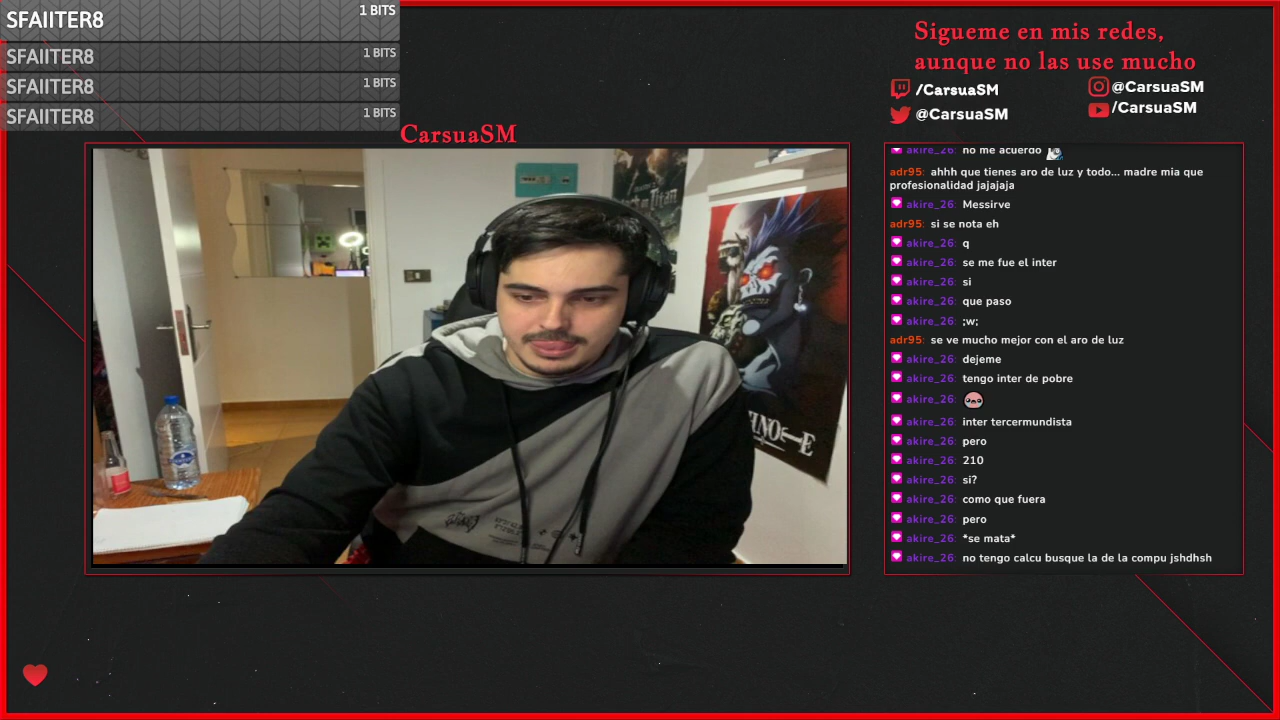 SFAIITER8 1 BITS
SFAIITER8 1 BITS
SFAIITER8 1 BITS
SFAIITER8 1 BITS
Sigueme en mis redes,
aunque no las use mucho
/CarsuaSM @CarsuaSM
@CarsuaSM /CarsuaSM
CarsuaSM
akire_26: no me acuerdo
adr95: ahhh que tienes aro de luz y todo... madre mia que
profesionalidad jajajaja
akire_26: Messirve
adr95: si se nota eh
akire_26: q
akire_26: se me fue el inter
akire_26: si
akire_26: que paso
akire_26: ;w;
adr95: se ve mucho mejor con el aro de luz
akire_26: dejeme
akire_26: tengo inter de pobre
akire_26:
akire_26: inter tercermundista
akire_26: pero
akire_26: 210
akire_26: si?
akire_26: como que fuera
akire_26: pero
akire_26: *se mata*
akire_26: no tengo calcu busque la de la compu jshdhsh